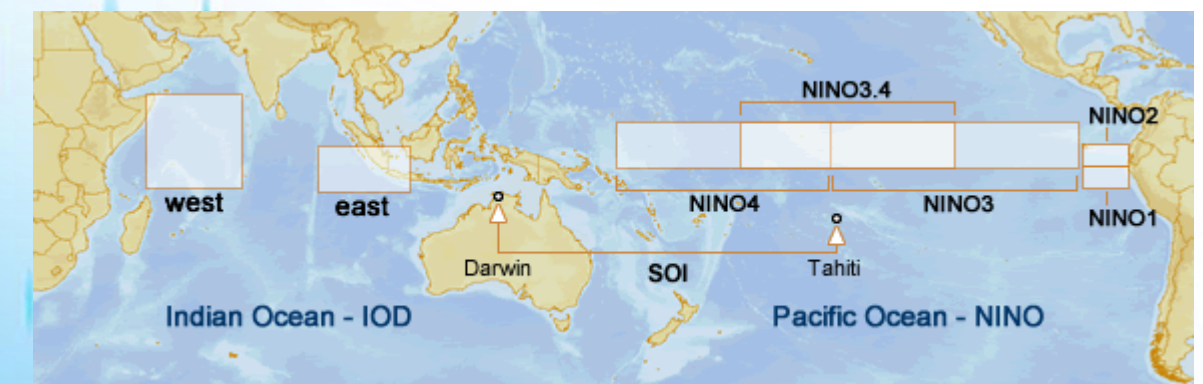 NINO3.4
NINO2
west
east
NINO4
NINO3
NINO1
Darwin
SOI
Tahiti
Indian Ocean - IOD
Pacific Ocean - NINO